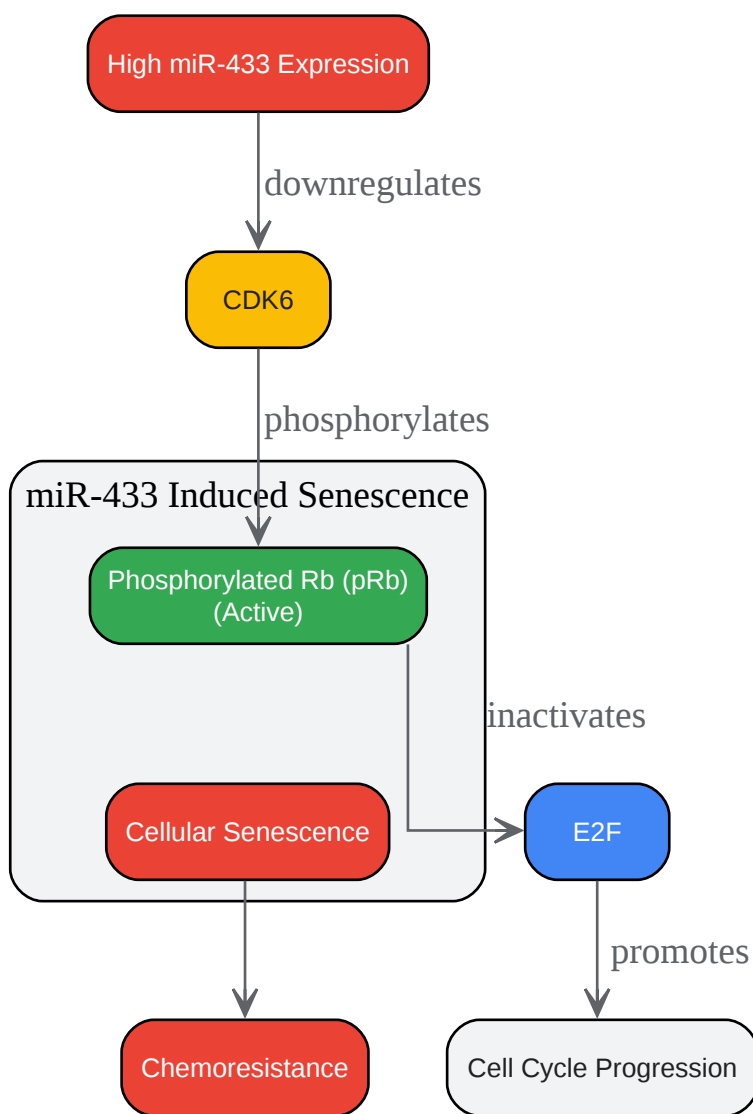 High miR-433 Expression
downregulates
CDK6
phosphorylates
miR-433 Induced Senescence
Phosphorylated Rb (pRb)
(Active)
inactivates
Cellular Senescence
E2F
promotes
Chemoresistance
Cell Cycle Progression